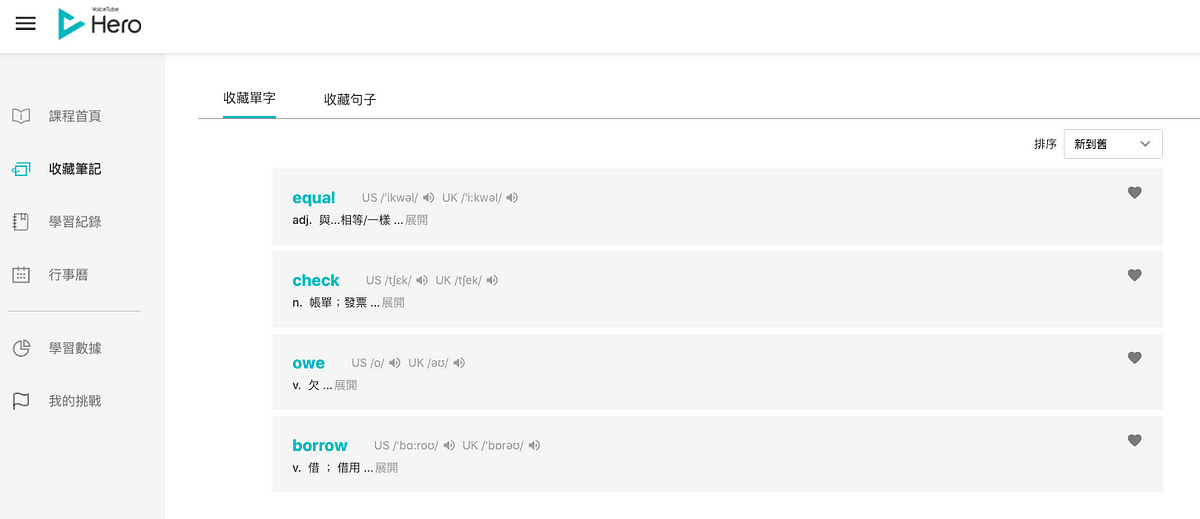 VoiceTube
Hero
課程首頁
收藏筆記
學習紀錄
行事曆
學習數據
我的挑戰
收藏單字 收藏句子
排序 新到舊
equal US /ˈikwəl/ UK /ˈi:kwəl/
adj. 與...相等/一樣 ...展開
check US /tʃɛk/ UK /tʃek/
n. 帳單；發票 ...展開
owe US /o/ UK /əʊ/
v. 欠 ...展開
borrow US /ˈbɑ:roʊ/ UK /ˈbɒrəʊ/
v. 借 ； 借用 ...展開